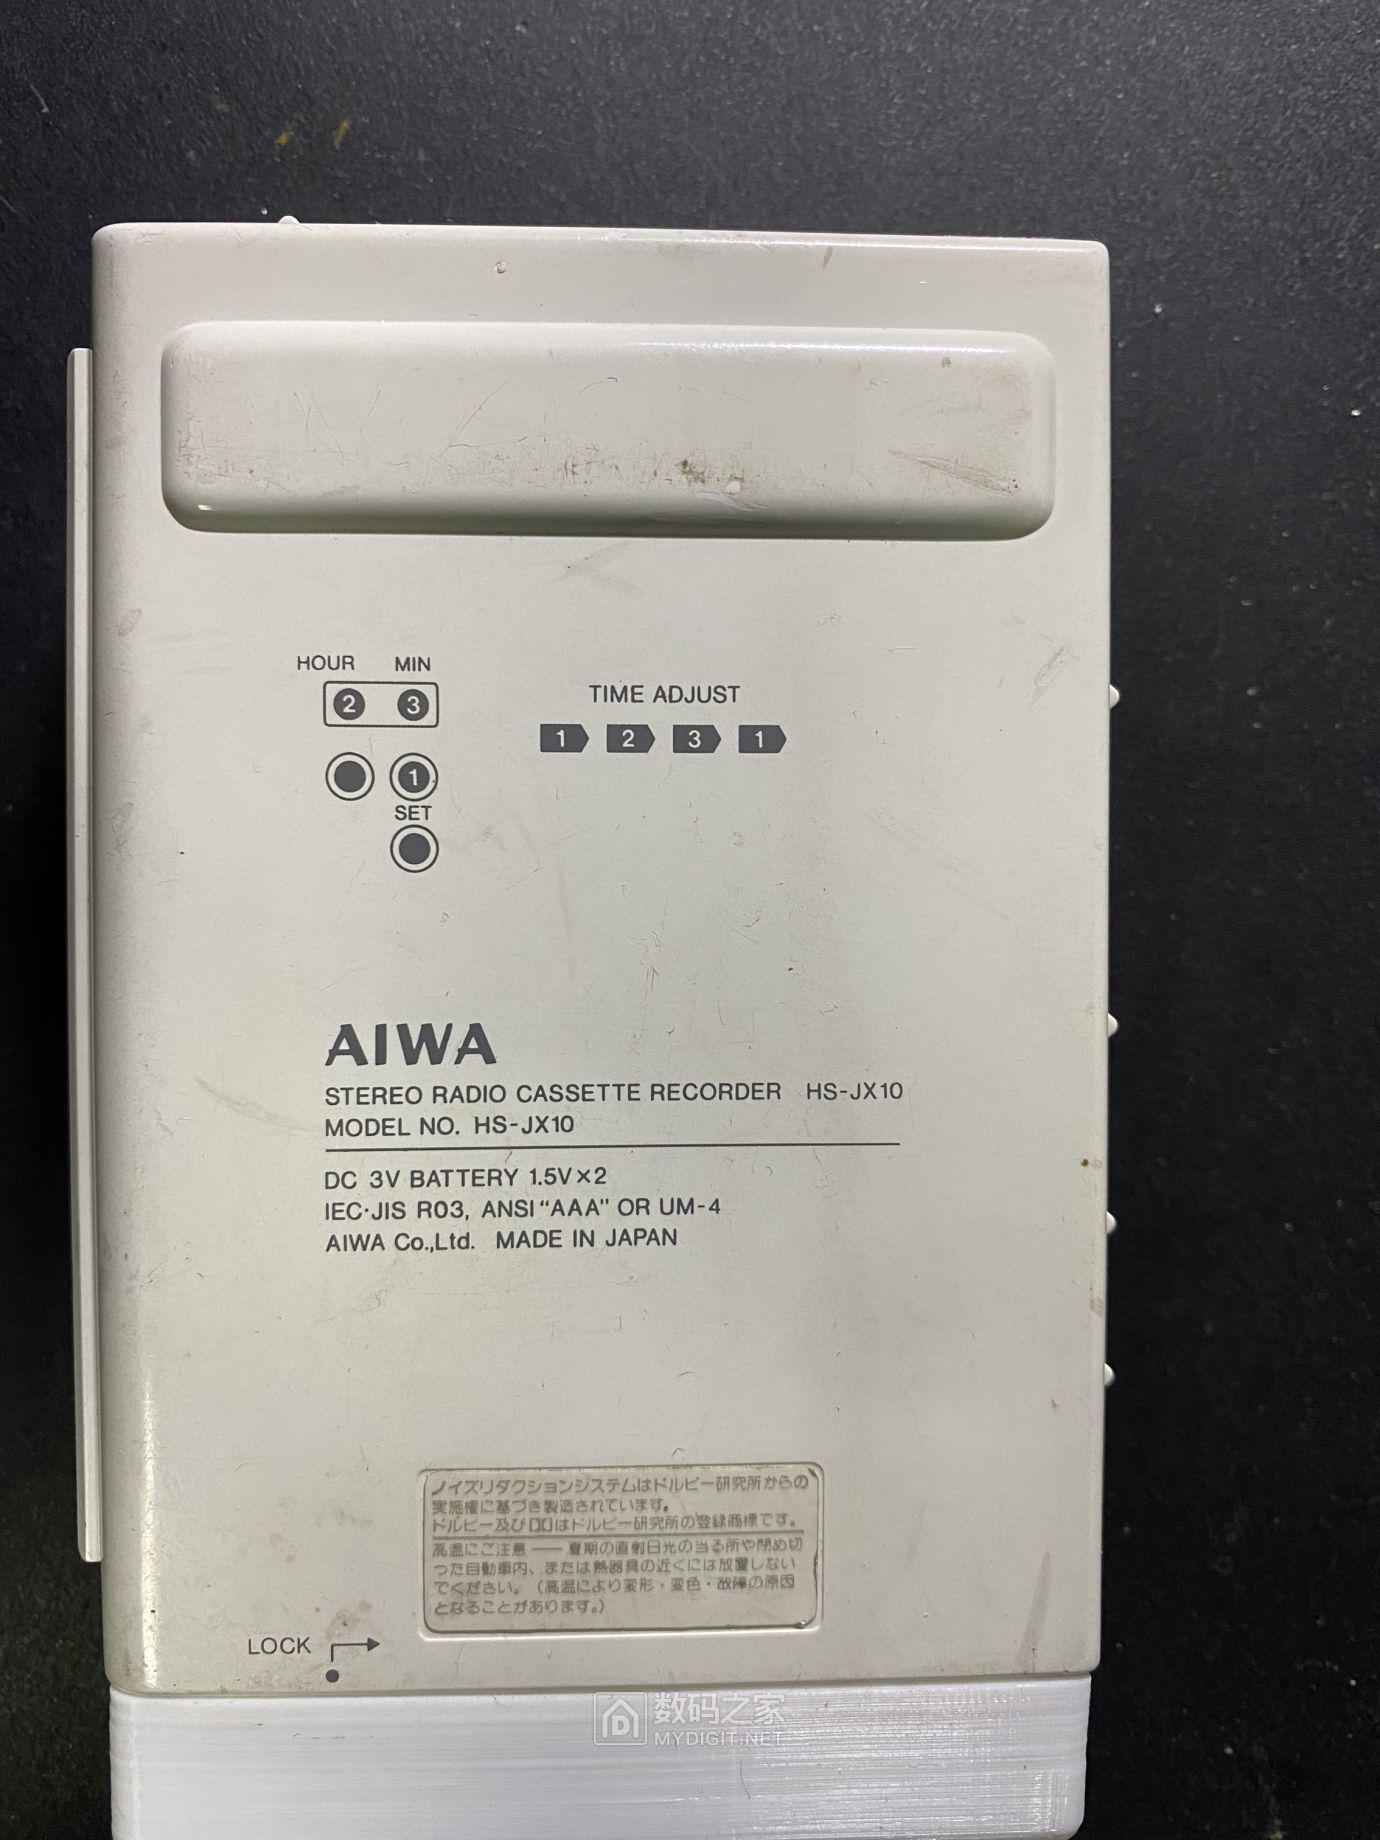 HOUR MIN
2 3
1
SET
TIME ADJUST
1 2 3 1
AIWA
STEREO RADIO CASSETTE RECORDER HS-JX10
MODEL NO. HS-JX10
DC 3V BATTERY 1.5V×2
IEC·JIS R03, ANSI "AAA" OR UM-4
AIWA Co.,Ltd. MADE IN JAPAN
ノイズリダクションシステムはドルビー研究所からの
実施権に基づき製造されています。
ドルビー及び▯▯はドルビー研究所の登録商標です。
高温にご注意 ── 夏期の直射日光の当る所や閉め切
った自動車内、または熱器具の近くには放置しない
でください。(高温により変形・変色・故障の原因
となることがあります。)
LOCK
数码之家
MYDIGIT.NET